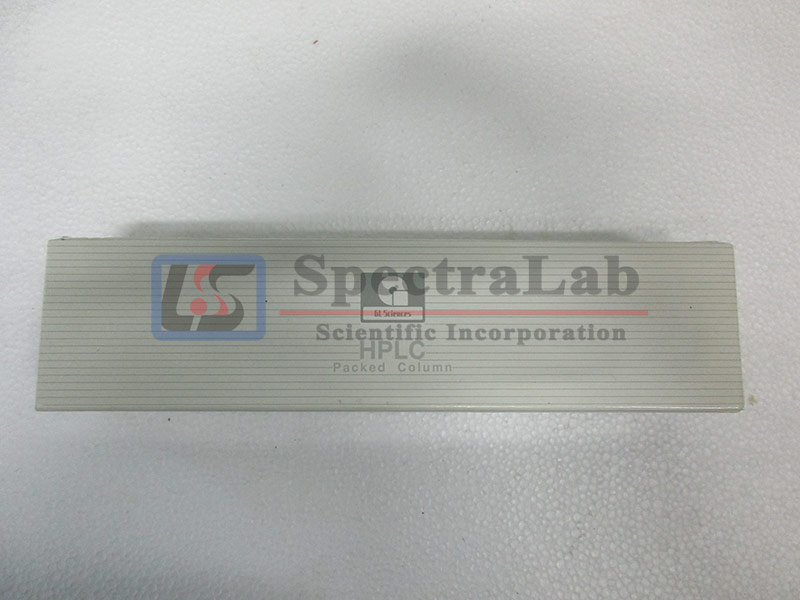 SpectraLab
GL Sciences
Scientific Incorporation
HPLC
Packed Column